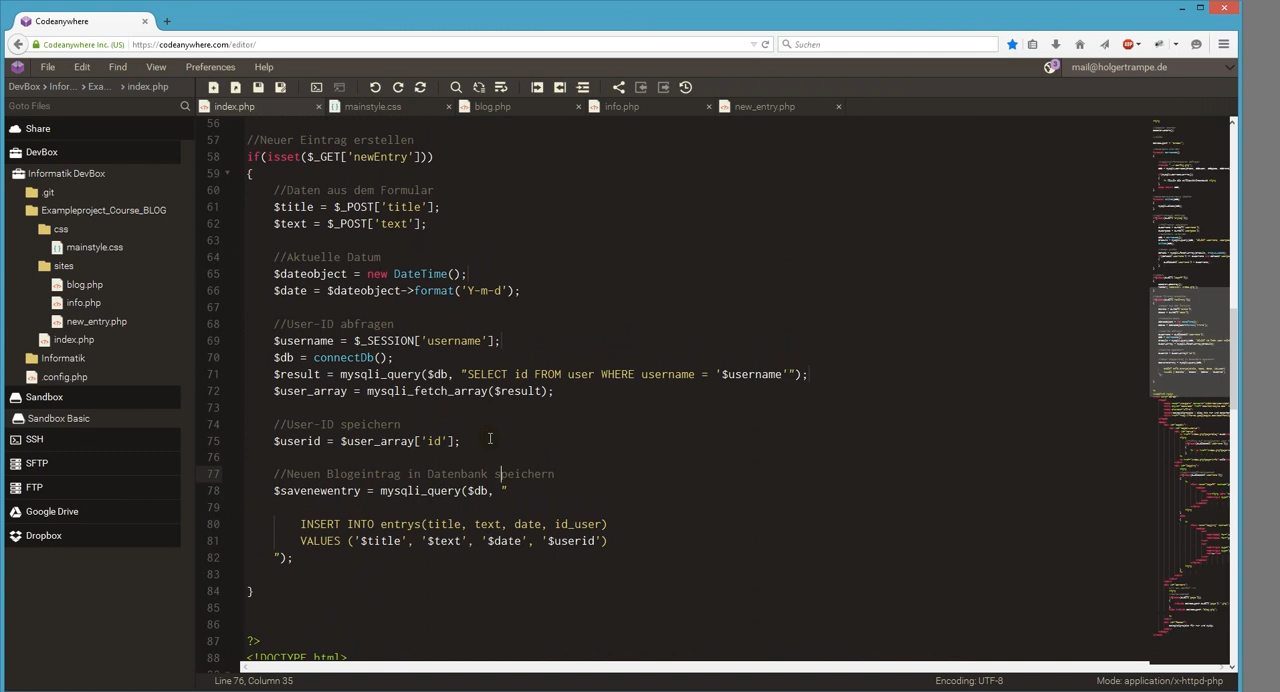 Codeanywhere
Codeanywhere Inc. (US) https://codeanywhere.com/editor/
Suchen
File Edit Find View Preferences Help
3
mail@holgertrampe.de
DevBox › Infor... › Exa... › index.php
Goto Files
index.php mainstyle.css blog.php info.php new_entry.php
Share
DevBox
Informatik DevBox
.git
Exampleproject_Course_BLOG
css
mainstyle.css
sites
blog.php
info.php
new_entry.php
index.php
Informatik
.config.php
Sandbox
Sandbox Basic
SSH
SFTP
FTP
Google Drive
Dropbox
56
57 //Neuer Eintrag erstellen
58 if(isset($_GET['newEntry']))
59 {
60 //Daten aus dem Formular
61 $title = $_POST['title'];
62 $text = $_POST['text'];
63
64 //Aktuelle Datum
65 $dateobject = new DateTime();
66 $date = $dateobject->format('Y-m-d');
67
68 //User-ID abfragen
69 $username = $_SESSION['username'];
70 $db = connectDb();
71 $result = mysqli_query($db, "SELECT id FROM user WHERE username = '$username'");
72 $user_array = mysqli_fetch_array($result);
73
74 //User-ID speichern
75 $userid = $user_array['id'];
76
77 //Neuen Blogeintrag in Datenbank speichern
78 $savenewentry = mysqli_query($db, "
79
80 INSERT INTO entrys(title, text, date, id_user)
81 VALUES ('$title', '$text', '$date', '$userid')
82 ");
83
84 }
85
86
87 ?>
88 <!DOCTYPE html>
Line 76, Column 35
Encoding: UTF-8
Mode: application/x-httpd-php